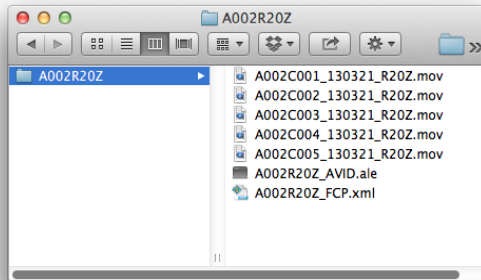 A002R20Z
A002R20Z
A002C001_130321_R20Z.mov
A002C002_130321_R20Z.mov
A002C003_130321_R20Z.mov
A002C004_130321_R20Z.mov
A002C005_130321_R20Z.mov
A002R20Z_AVID.ale
A002R20Z_FCP.xml